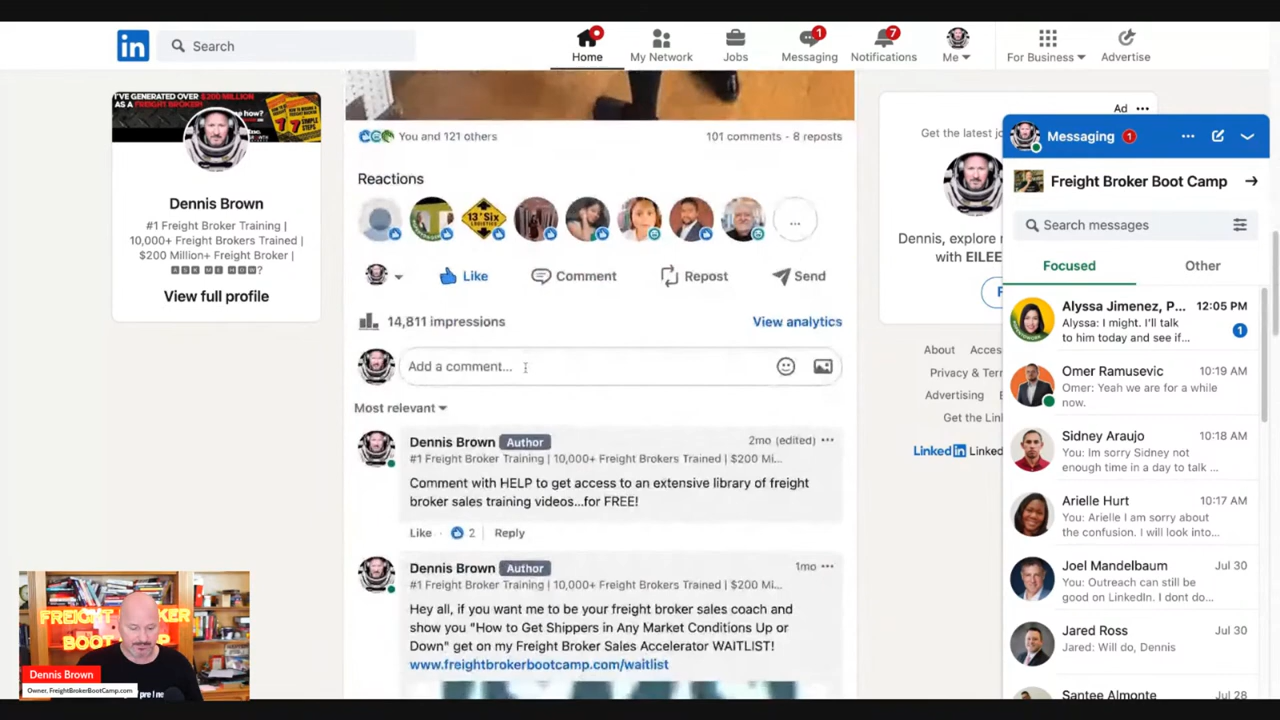 in
Search
Home
My Network
Jobs
1
Messaging
7
Notifications
Me
For Business
Advertise
I'VE GENERATED OVER $200 MILLION
AS A FREIGHT BROKER!
Dennis Brown
#1 Freight Broker Training |
10,000+ Freight Brokers Trained |
$200 Million+ Freight Broker |
ASK ME HOW?
View full profile
You and 121 others
101 comments - 8 reposts
Reactions
13'Six
LOGISTICS
...
Like
Comment
Repost
Send
14,811 impressions
View analytics
Add a comment...
Most relevant
Dennis Brown Author
2mo (edited)
#1 Freight Broker Training | 10,000+ Freight Brokers Trained | $200 Mi...
Comment with HELP to get access to an extensive library of freight
broker sales training videos...for FREE!
Like
2
Reply
Dennis Brown Author
1mo
#1 Freight Broker Training | 10,000+ Freight Brokers Trained | $200 Mi...
Hey all, if you want me to be your freight broker sales coach and
show you "How to Get Shippers in Any Market Conditions Up or
Down" get on my Freight Broker Sales Accelerator WAITLIST!
www.freightbrokerbootcamp.com/waitlist
Ad
Get the latest jo
Dennis, explore r
with EILEE
About
Acces
Privacy & Tern
Advertising
Get the Lin
Linkedin Linked
Messaging 1
Freight Broker Boot Camp
Search messages
Focused
Other
Alyssa Jimenez, P...
12:05 PM
Alyssa: I might. I'll talk
to him today and see if...
1
Omer Ramusevic
10:19 AM
Omer: Yeah we are for a while
now.
Sidney Araujo
10:18 AM
You: Im sorry Sidney not
enough time in a day to talk ...
Arielle Hurt
10:17 AM
You: Arielle I am sorry about
the confusion. I will look into...
Joel Mandelbaum
Jul 30
You: Outreach can still be
good on LinkedIn. I dont do...
Jared Ross
Jul 30
Jared: Will do, Dennis
Santee Almonte
Jul 28
FREIGHT
Dennis Brown
Owner, FreightBrokerBootCamp.com